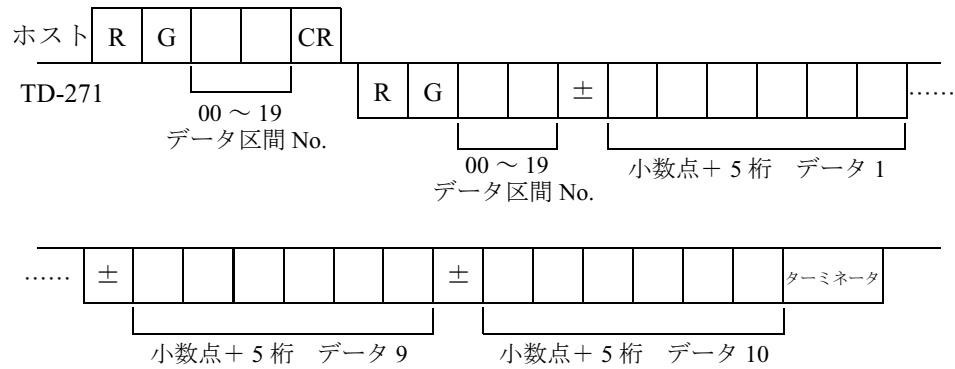 ホスト R G CR
TD-271 R G ±
00 ～ 19
データ区間 No.
……
00 ～ 19
データ区間 No.
小数点＋ 5 桁 データ 1
…… ± ± ターミネータ
小数点＋ 5 桁 データ 9 小数点＋ 5 桁 データ 10